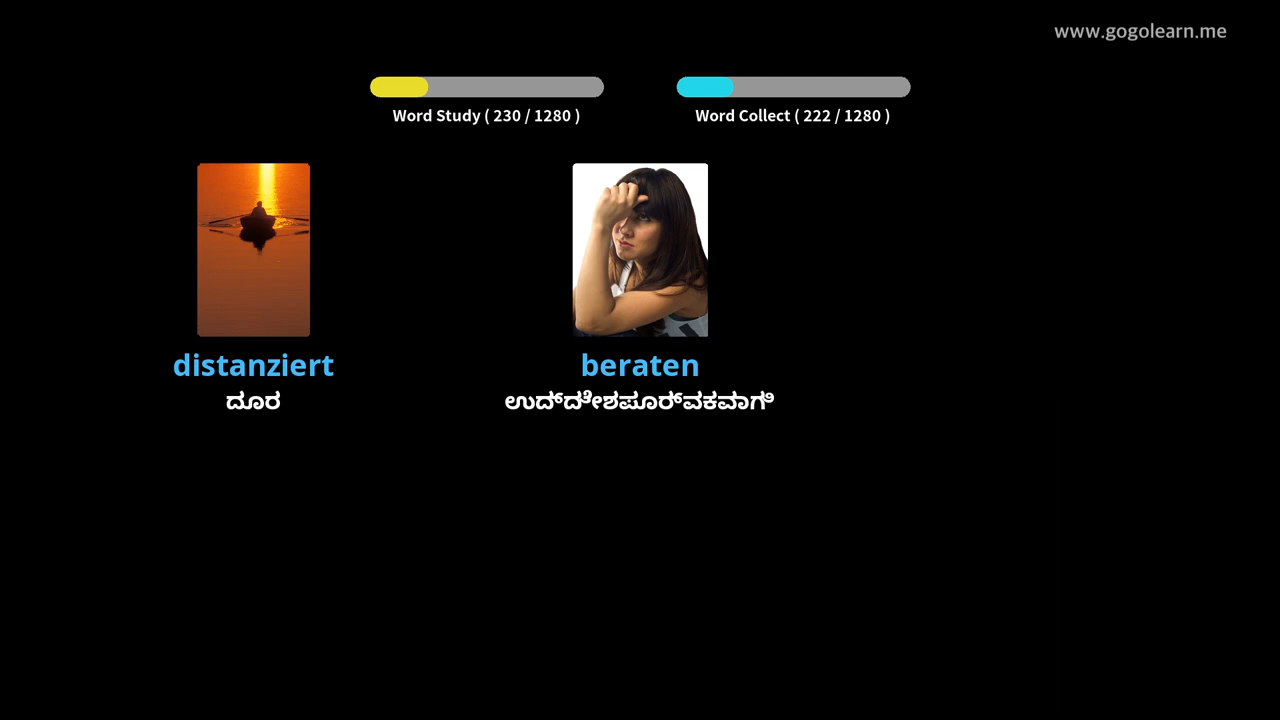 www.gogolearn.me
Word Study ( 230 / 1280 )
Word Collect ( 222 / 1280 )
distanziert
beraten
ದೂರ
ಉದ್ದೇಶಪೂರ್ವಕವಾಗಿ